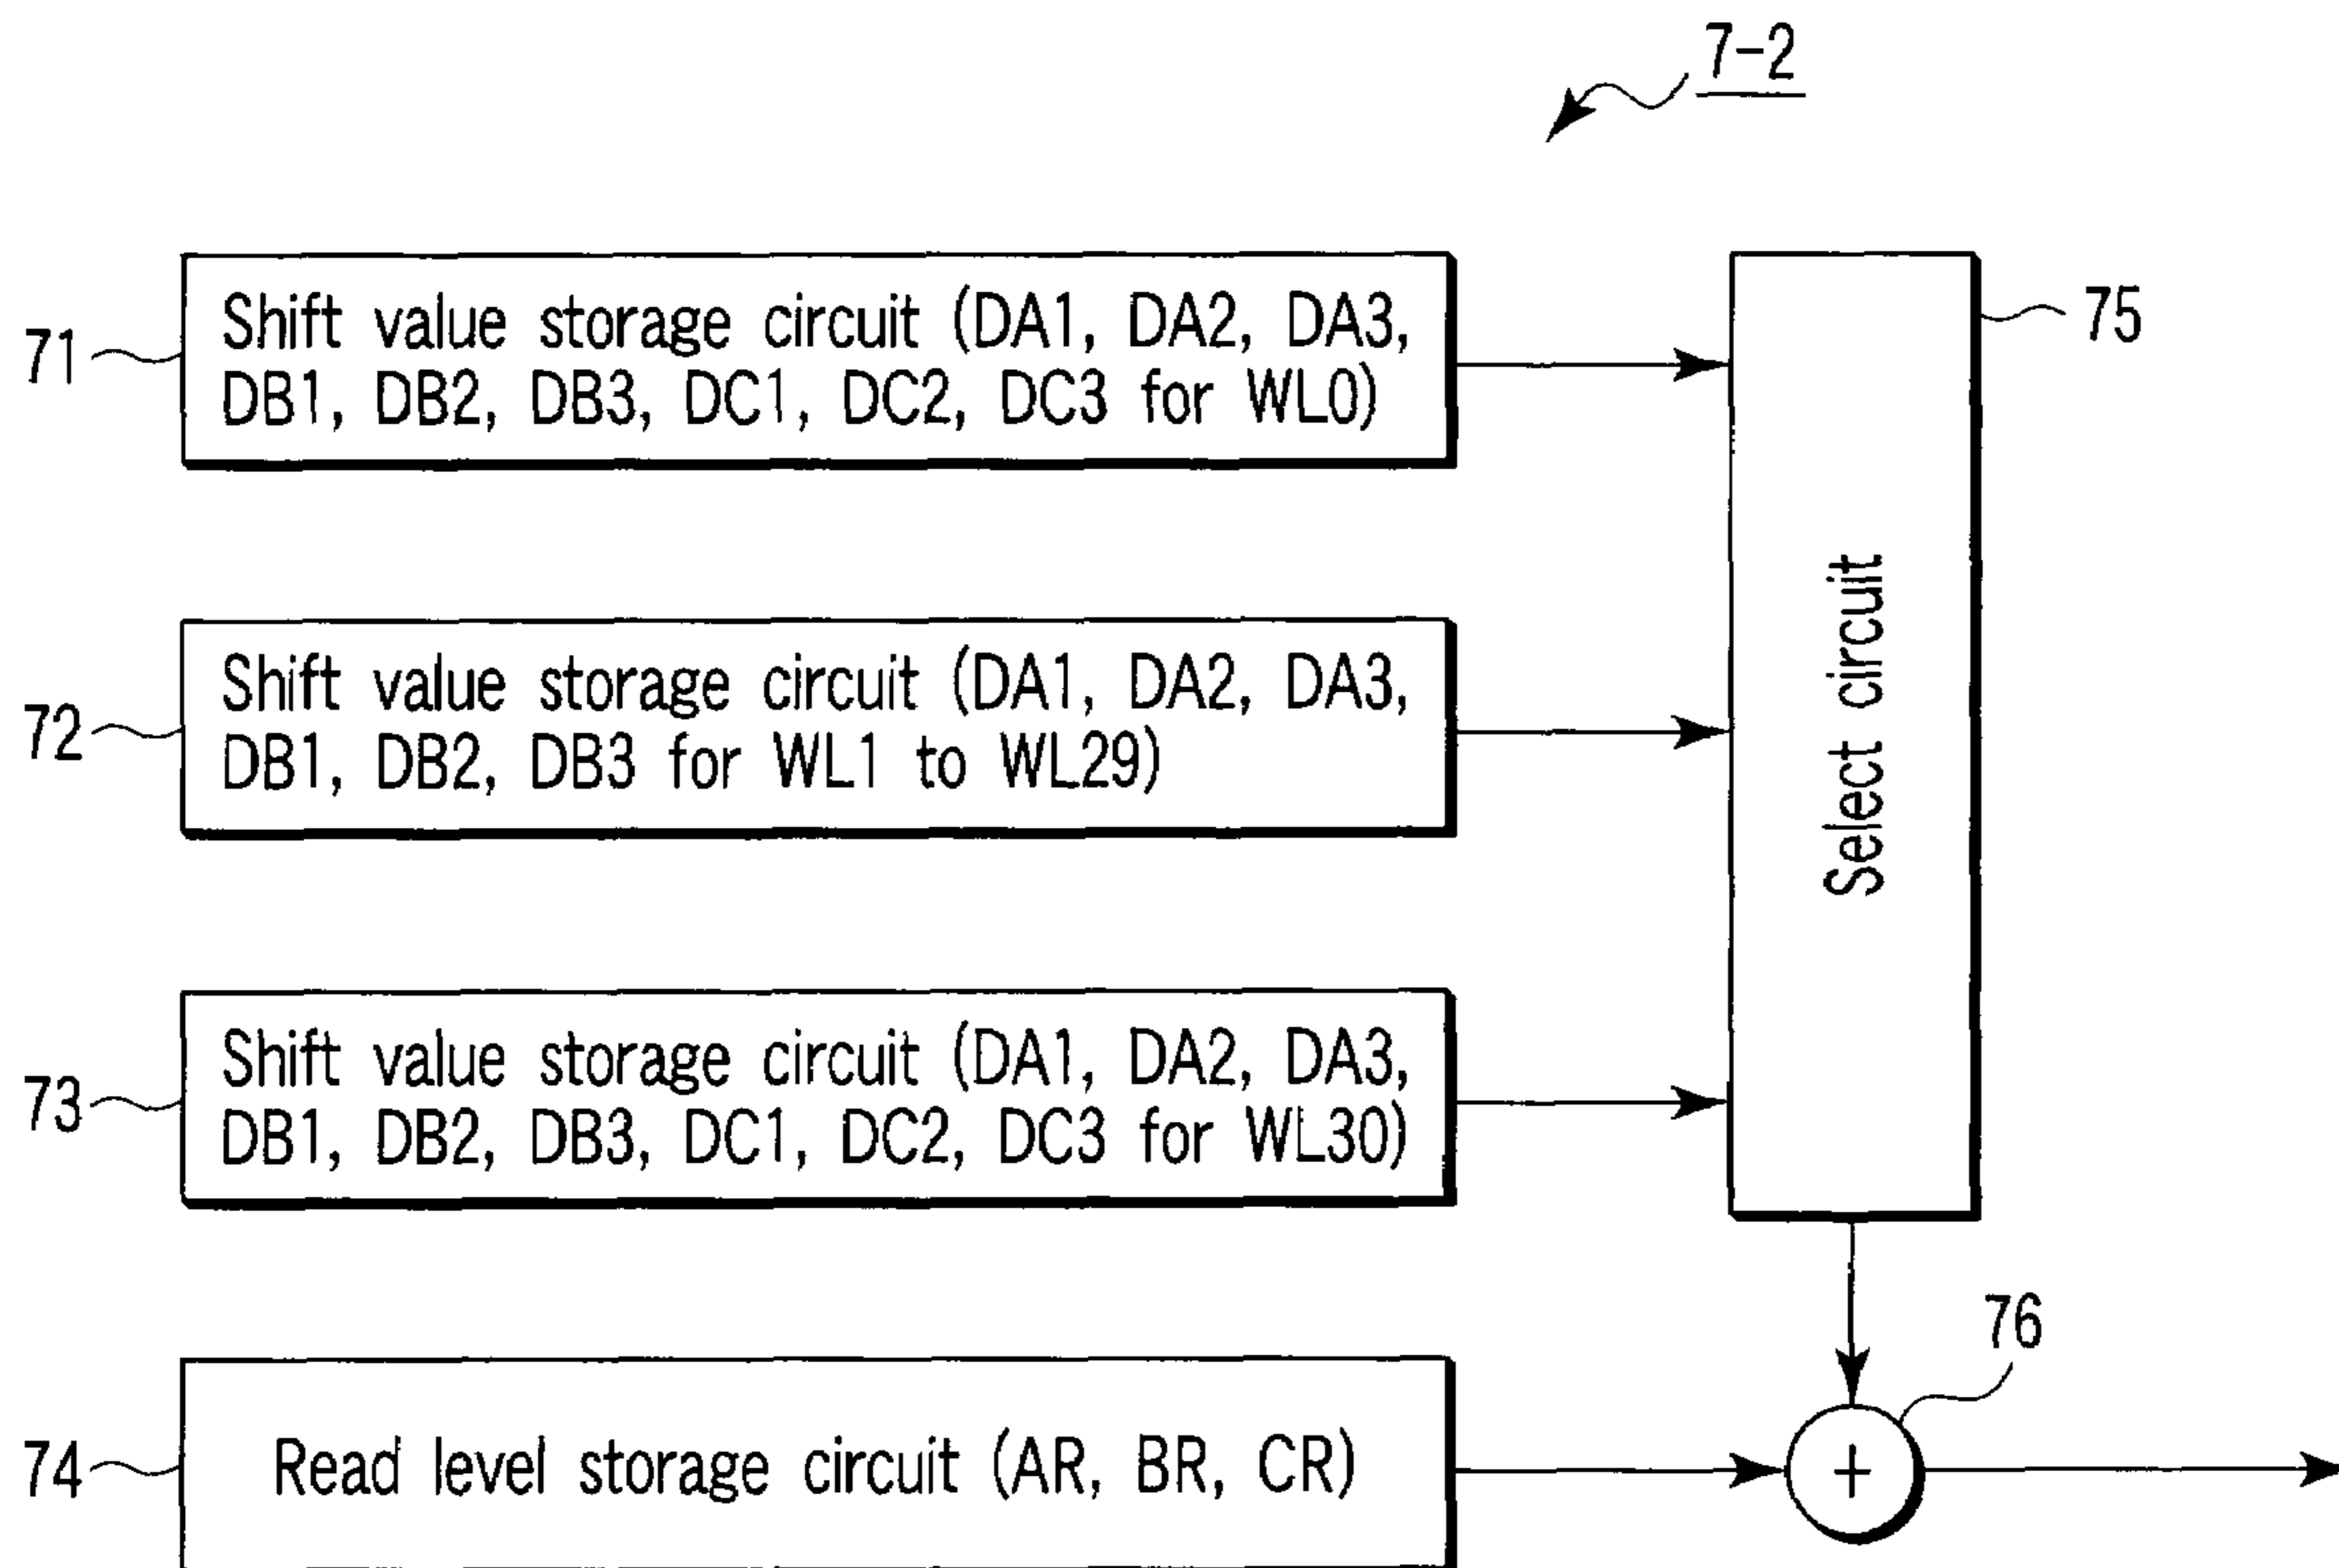 7-2
71
Shift value storage circuit (DA1, DA2, DA3,
DB1, DB2, DB3, DC1, DC2, DC3 for WL0)
75
72
Shift value storage circuit (DA1, DA2, DA3,
DB1, DB2, DB3 for WL1 to WL29)
Select circuit
73
Shift value storage circuit (DA1, DA2, DA3,
DB1, DB2, DB3, DC1, DC2, DC3 for WL30)
76
74
Read level storage circuit (AR, BR, CR)
+